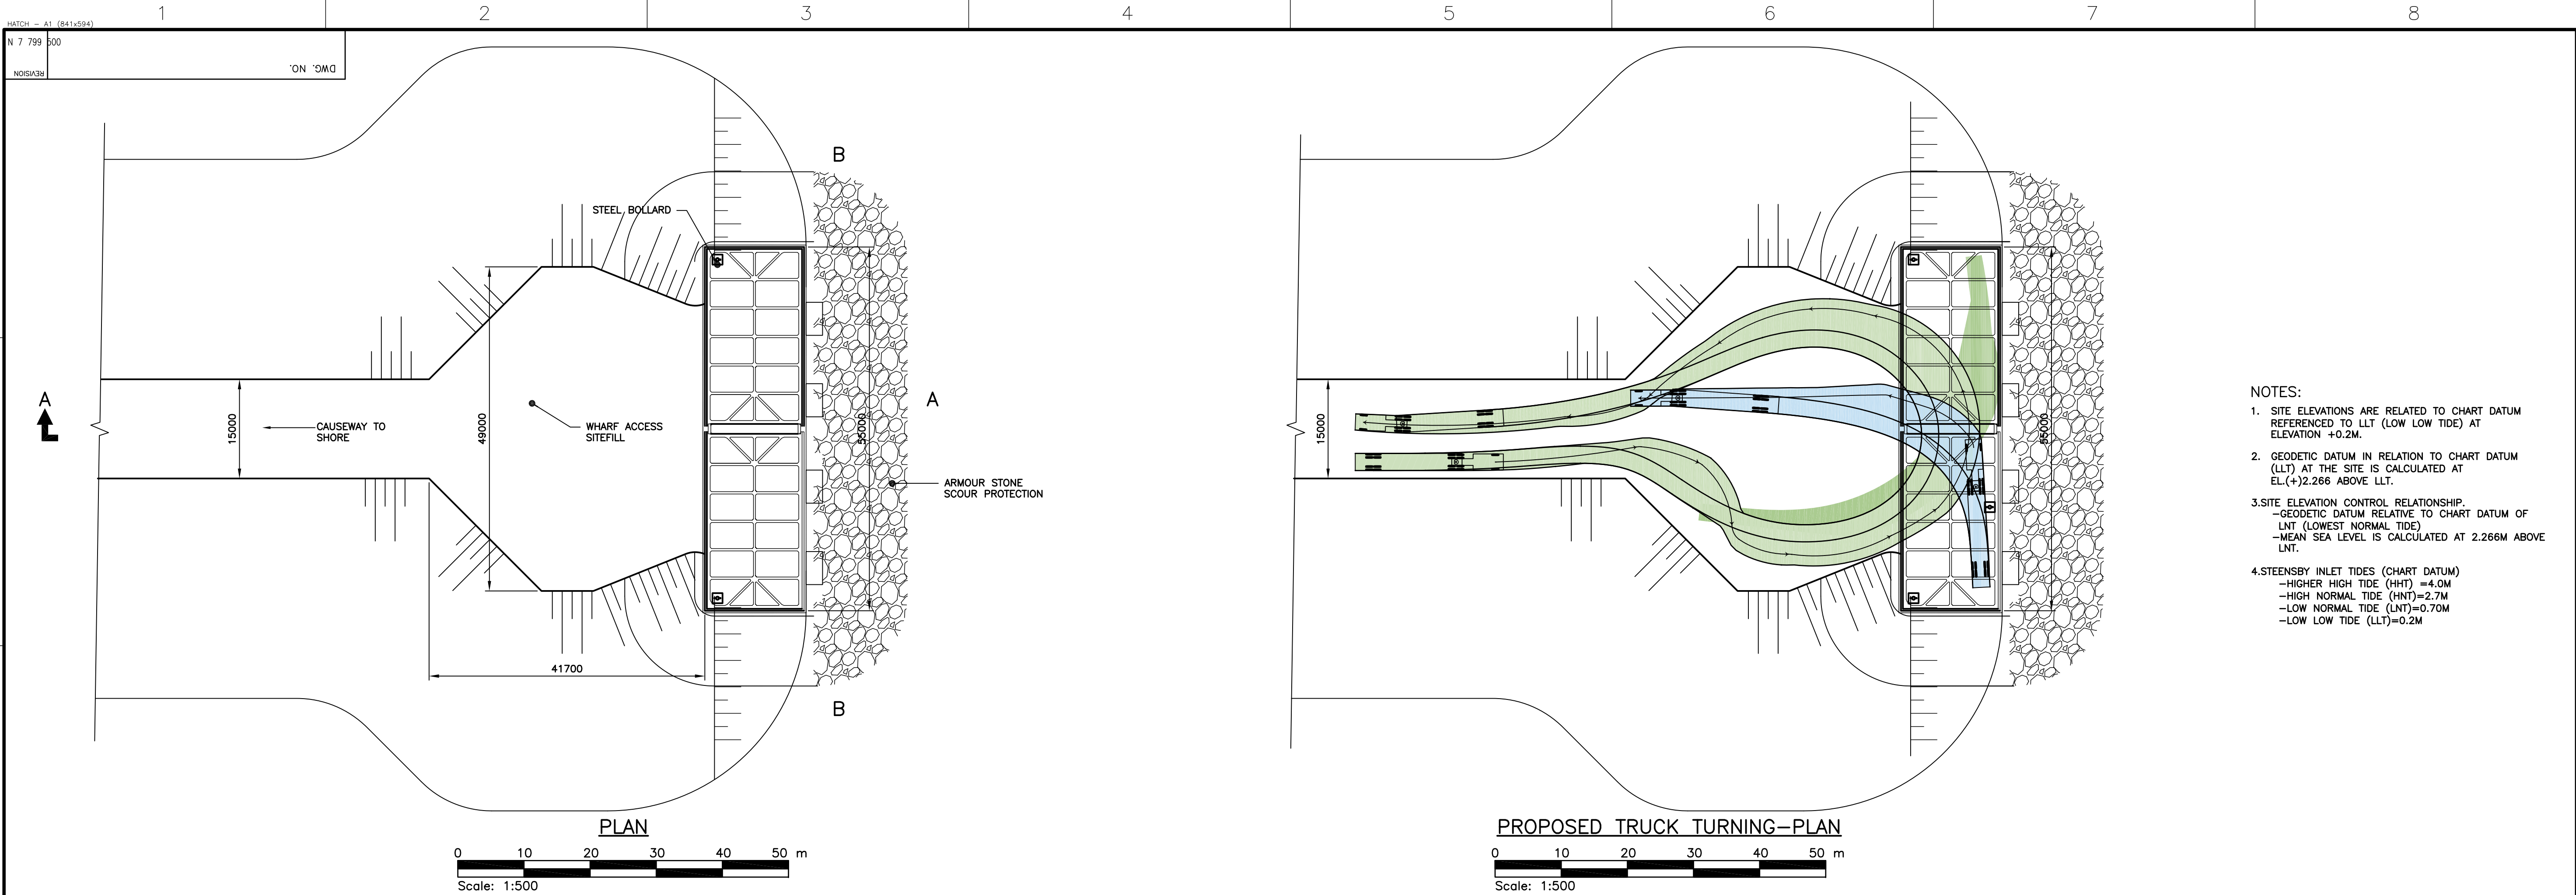 1 2 3 4 5 6 7 8
HATCH - A1 (841x594)
N 7 799 500
REVISION
DWG. NO.
B
STEEL BOLLARD
A
15000
CAUSEWAY TO
SHORE
49000
WHARF ACCESS
SITEFILL
55000
A
ARMOUR STONE
SCOUR PROTECTION
41700
B
PLAN
0 10 20 30 40 50 m
Scale: 1:500
15000
55000
PROPOSED TRUCK TURNING-PLAN
0 10 20 30 40 50 m
Scale: 1:500
NOTES:
1. SITE ELEVATIONS ARE RELATED TO CHART DATUM
REFERENCED TO LLT (LOW LOW TIDE) AT
ELEVATION +0.2M.
2. GEODETIC DATUM IN RELATION TO CHART DATUM
(LLT) AT THE SITE IS CALCULATED AT
EL.(+)2.266 ABOVE LLT.
3.SITE ELEVATION CONTROL RELATIONSHIP.
-GEODETIC DATUM RELATIVE TO CHART DATUM OF
LNT (LOWEST NORMAL TIDE)
-MEAN SEA LEVEL IS CALCULATED AT 2.266M ABOVE
LNT.
4.STEENSBY INLET TIDES (CHART DATUM)
-HIGHER HIGH TIDE (HHT) =4.0M
-HIGH NORMAL TIDE (HNT)=2.7M
-LOW NORMAL TIDE (LNT)=0.70M
-LOW LOW TIDE (LLT)=0.2M